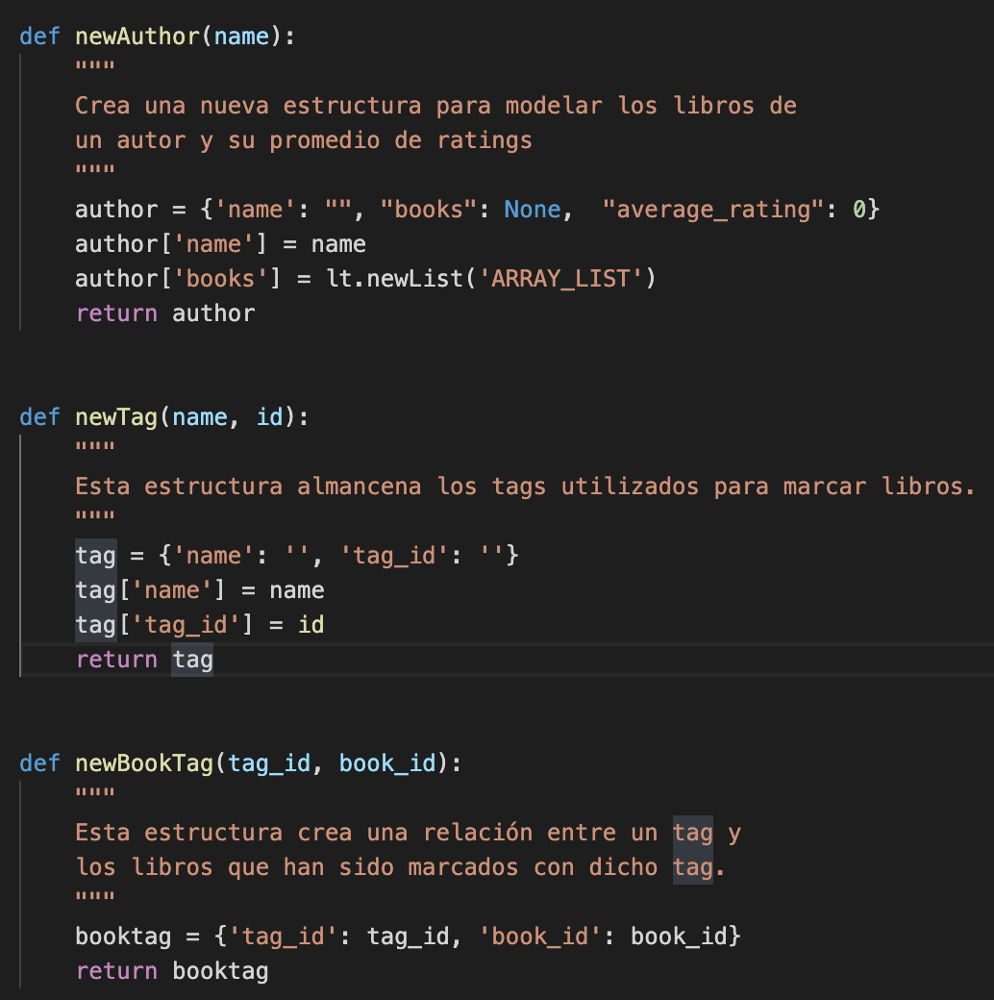 def newAuthor(name):
    """
    Crea una nueva estructura para modelar los libros de
    un autor y su promedio de ratings
    """
    author = {'name': "", "books": None,  "average_rating": 0}
    author['name'] = name
    author['books'] = lt.newList('ARRAY_LIST')
    return author
def newTag(name, id):
    """
    Esta estructura almancena los tags utilizados para marcar libros.
    """
    tag = {'name': '', 'tag_id': ''}
    tag['name'] = name
    tag['tag_id'] = id
    return tag
def newBookTag(tag_id, book_id):
    """
    Esta estructura crea una relación entre un tag y
    los libros que han sido marcados con dicho tag.
    """
    booktag = {'tag_id': tag_id, 'book_id': book_id}
    return booktag